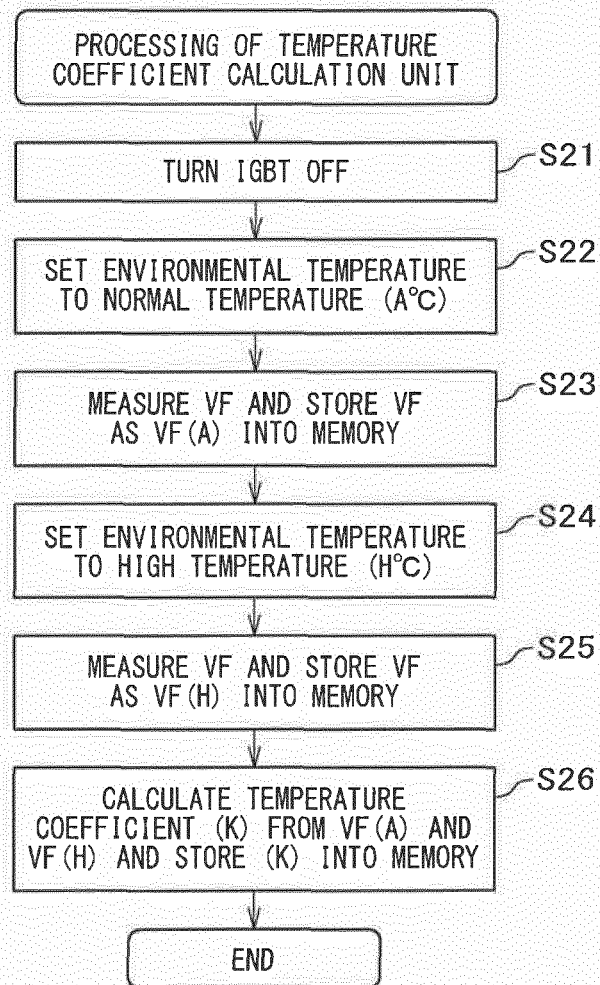 PROCESSING OF TEMPERATURE
COEFFICIENT CALCULATION UNIT
TURN IGBT OFF
S21
SET ENVIRONMENTAL TEMPERATURE
TO NORMAL TEMPERATURE (A℃)
S22
MEASURE VF AND STORE VF
AS VF(A) INTO MEMORY
S23
SET ENVIRONMENTAL TEMPERATURE
TO HIGH TEMPERATURE (H℃)
S24
MEASURE VF AND STORE VF
AS VF(H) INTO MEMORY
S25
CALCULATE TEMPERATURE
COEFFICIENT (K) FROM VF(A) AND
VF(H) AND STORE (K) INTO MEMORY
S26
END